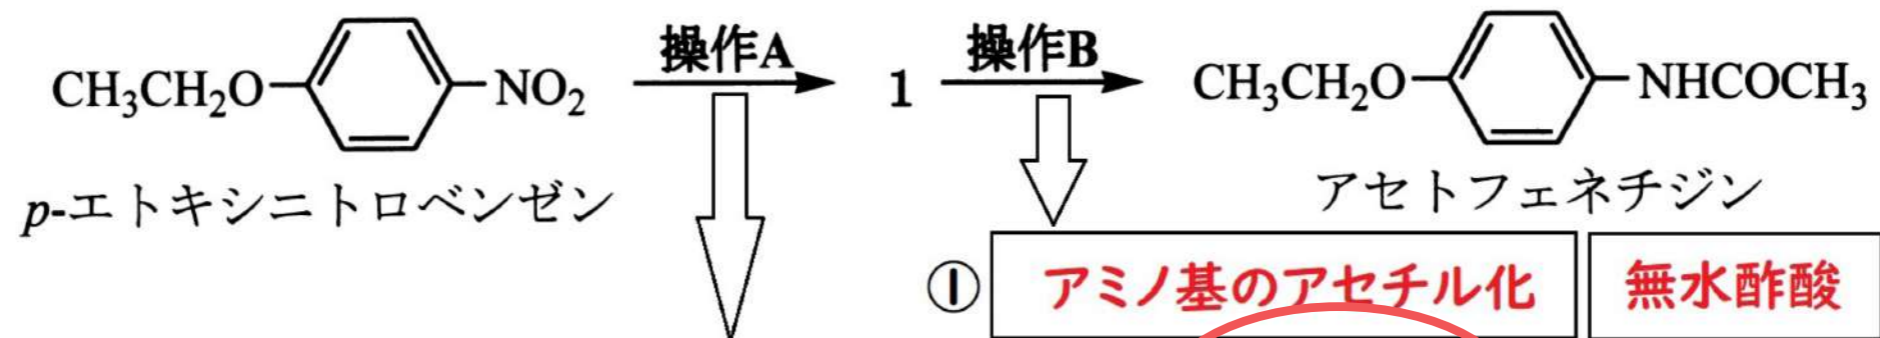 操作A 操作B
CH₃CH₂O NO₂ 1 CH₃CH₂O NHCOCH₃
p-エトキシニトロベンゼン アセトフェネチジン
① アミノ基のアセチル化 無水酢酸